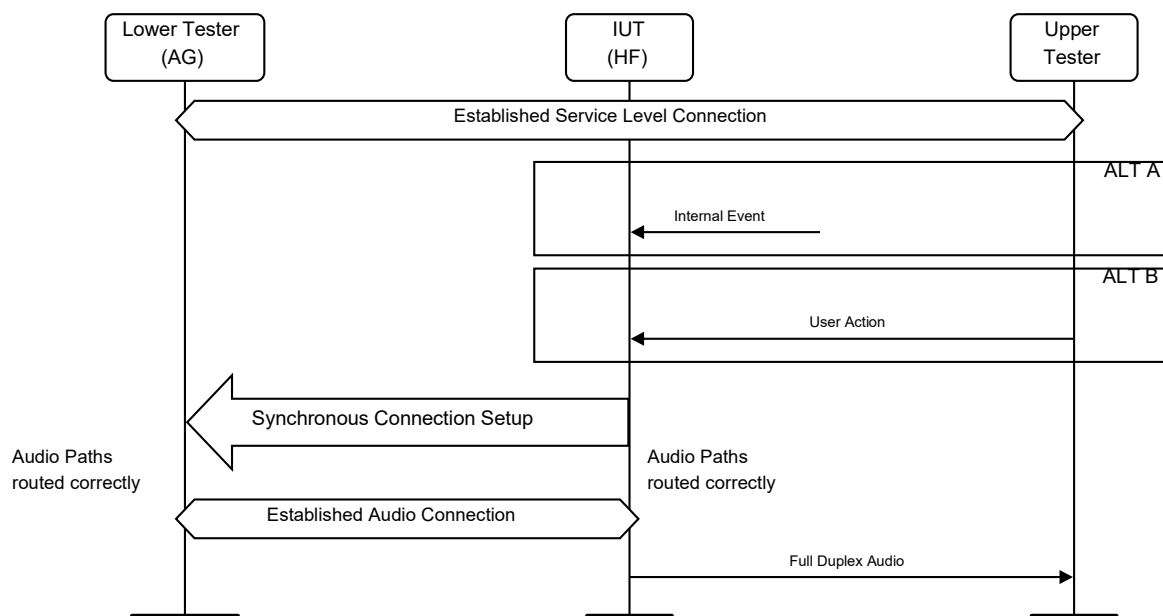 Lower Tester
(AG)
IUT
(HF)
Upper
Tester
Established Service Level Connection
ALT A
Internal Event
ALT B
User Action
Synchronous Connection Setup
Audio Paths
routed correctly
Audio Paths
routed correctly
Established Audio Connection
Full Duplex Audio